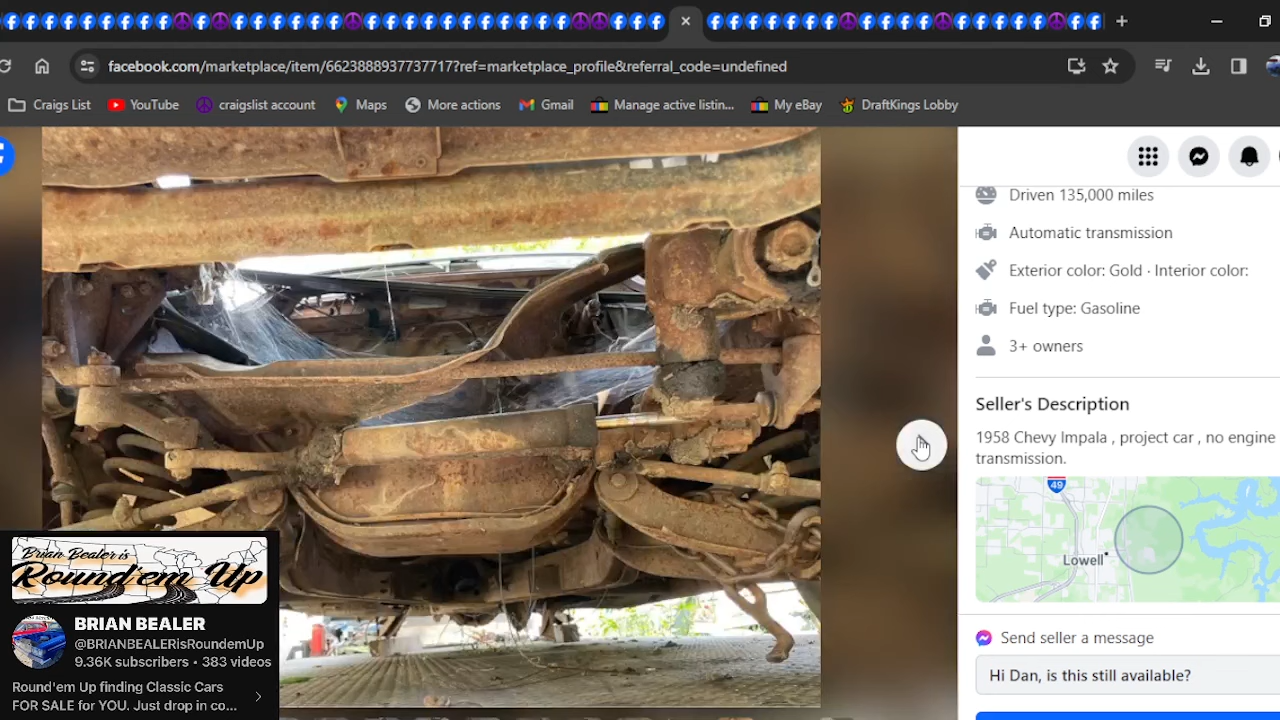 facebook.com/marketplace/item/6623888937737717?ref=marketplace_profile&referral_code=undefined
Craigs List
YouTube
craigslist account
Maps
More actions
Gmail
Manage active listin...
My eBay
DraftKings Lobby
Driven 135,000 miles
Automatic transmission
Exterior color: Gold · Interior color:
Fuel type: Gasoline
3+ owners
Seller's Description
1958 Chevy Impala , project car , no engine
transmission.
49
Lowell
Send seller a message
Hi Dan, is this still available?
Brian Bealer is
Round'em Up
BRIAN BEALER
@BRIANBEALERisRoundemUp
9.36K subscribers • 383 videos
Round'em Up finding Classic Cars
FOR SALE for YOU. Just drop in co...